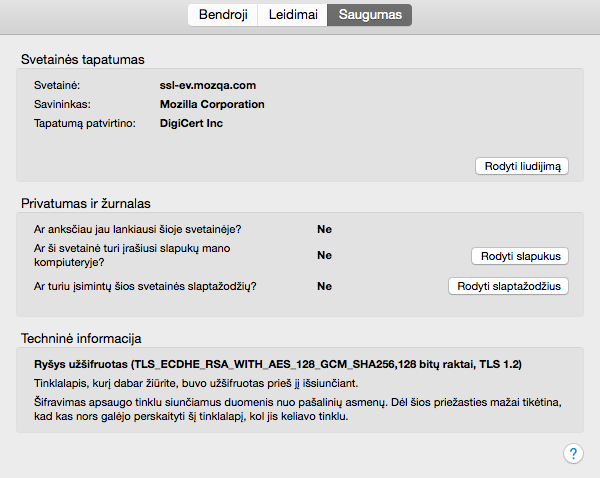 Bendroji Leidimai Saugumas
Svetainės tapatumas
Svetainė: ssl-ev.mozqa.com
Savininkas: Mozilla Corporation
Tapatumą patvirtino: DigiCert Inc
Rodyti liudijimą
Privatumas ir žurnalas
Ar anksčiau jau lankiausi šioje svetainėje? Ne
Ar ši svetainė turi įrašiusi slapukų mano
kompiuteryje? Ne Rodyti slapukus
Ar turiu įsimintų šios svetainės slaptažodžių? Ne Rodyti slaptažodžius
Techninė informacija
Ryšys užšifruotas (TLS_ECDHE_RSA_WITH_AES_128_GCM_SHA256,128 bitų raktai, TLS 1.2)
Tinklalapis, kurį dabar žiūrite, buvo užšifruotas prieš jį išsiunčiant.
Šifravimas apsaugo tinklu siunčiamus duomenis nuo pašalinių asmenų. Dėl šios priežasties mažai tikėtina,
kad kas nors galėjo perskaityti šį tinklalapį, kol jis keliavo tinklu.
?